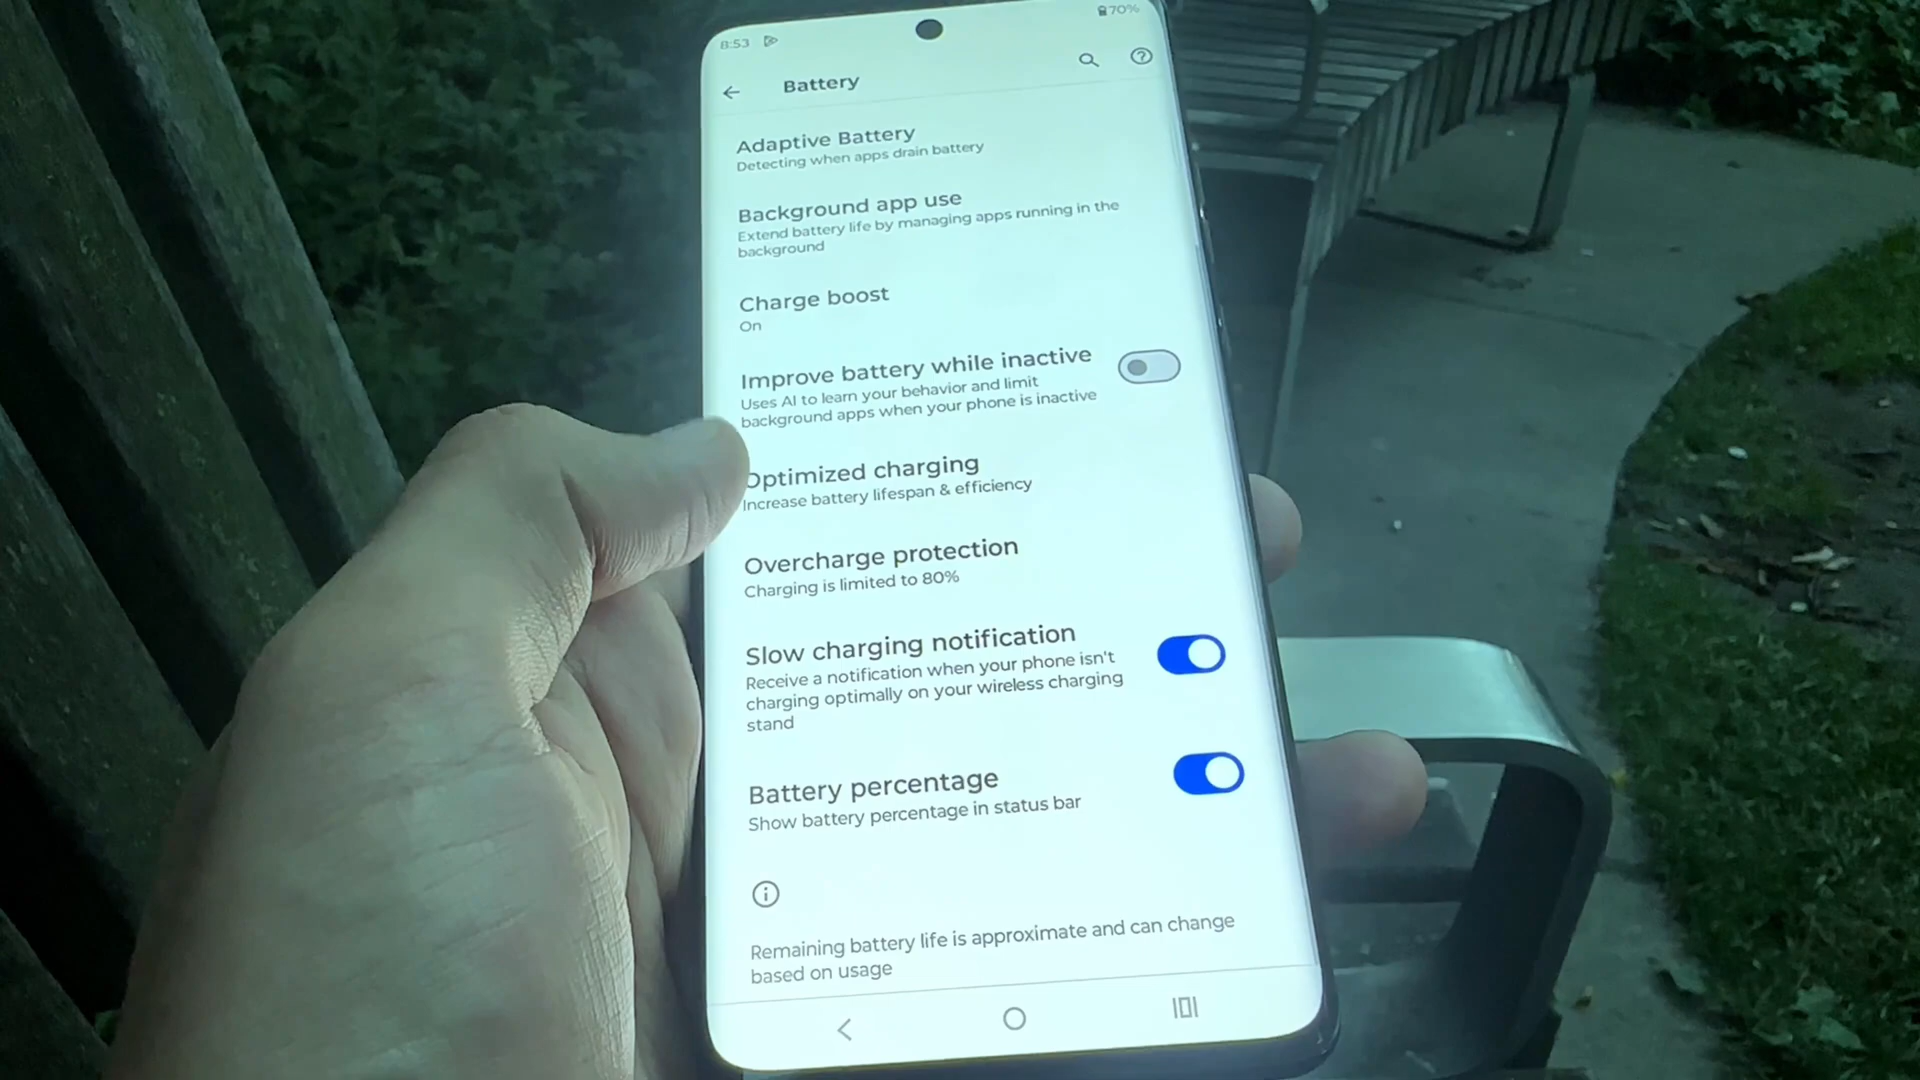 8:53
70%
Battery
Adaptive Battery
Detecting when apps drain battery
Background app use
Extend battery life by managing apps running in the
background
Charge boost
On
Improve battery while inactive
Uses AI to learn your behavior and limit
background apps when your phone is inactive
Optimized charging
Increase battery lifespan & efficiency
Overcharge protection
Charging is limited to 80%
Slow charging notification
Receive a notification when your phone isn't
charging optimally on your wireless charging
stand
Battery percentage
Show battery percentage in status bar
Remaining battery life is approximate and can change
based on usage